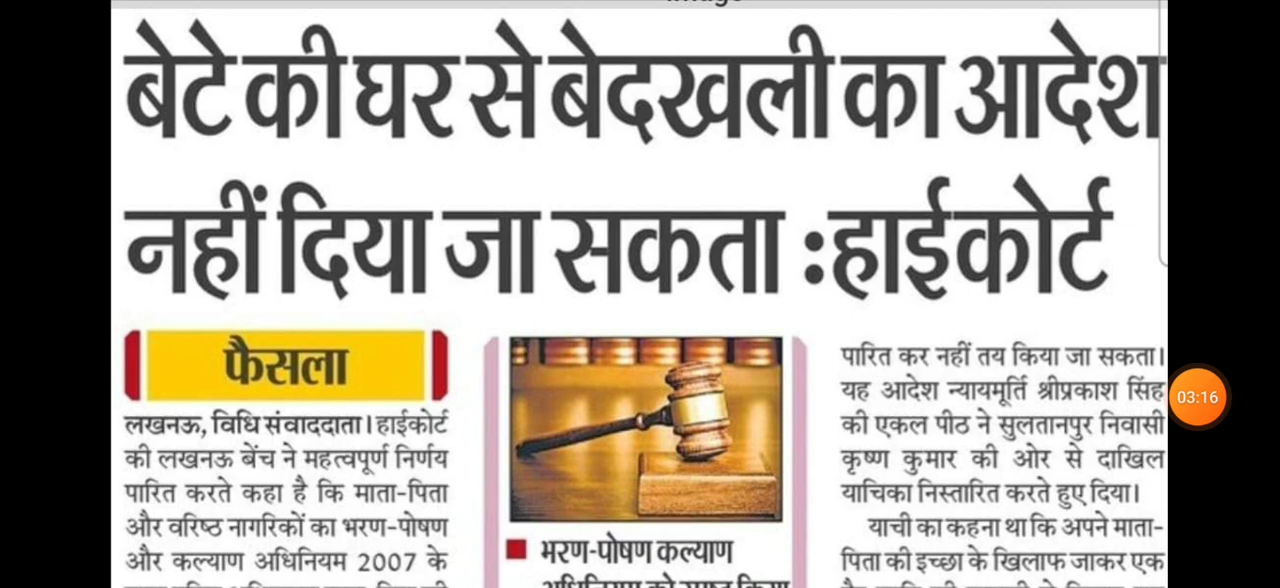 बेटे की घर से बेदखली का आदेश
नहीं दिया जा सकता :हाईकोर्ट
फैसला
लखनऊ, विधि संवाददाता। हाईकोर्ट
की लखनऊ बेंच ने महत्वपूर्ण निर्णय
पारित करते कहा है कि माता-पिता
और वरिष्ठ नागरिकों का भरण-पोषण
और कल्याण अधिनियम 2007 के
■ भरण-पोषण कल्याण
पारित कर नहीं तय किया जा सकता।
यह आदेश न्यायमूर्ति श्रीप्रकाश सिंह
की एकल पीठ ने सुलतानपुर निवासी
कृष्ण कुमार की ओर से दाखिल
याचिका निस्तारित करते हुए दिया।
याची का कहना था कि अपने माता-
पिता की इच्छा के खिलाफ जाकर एक
03:16